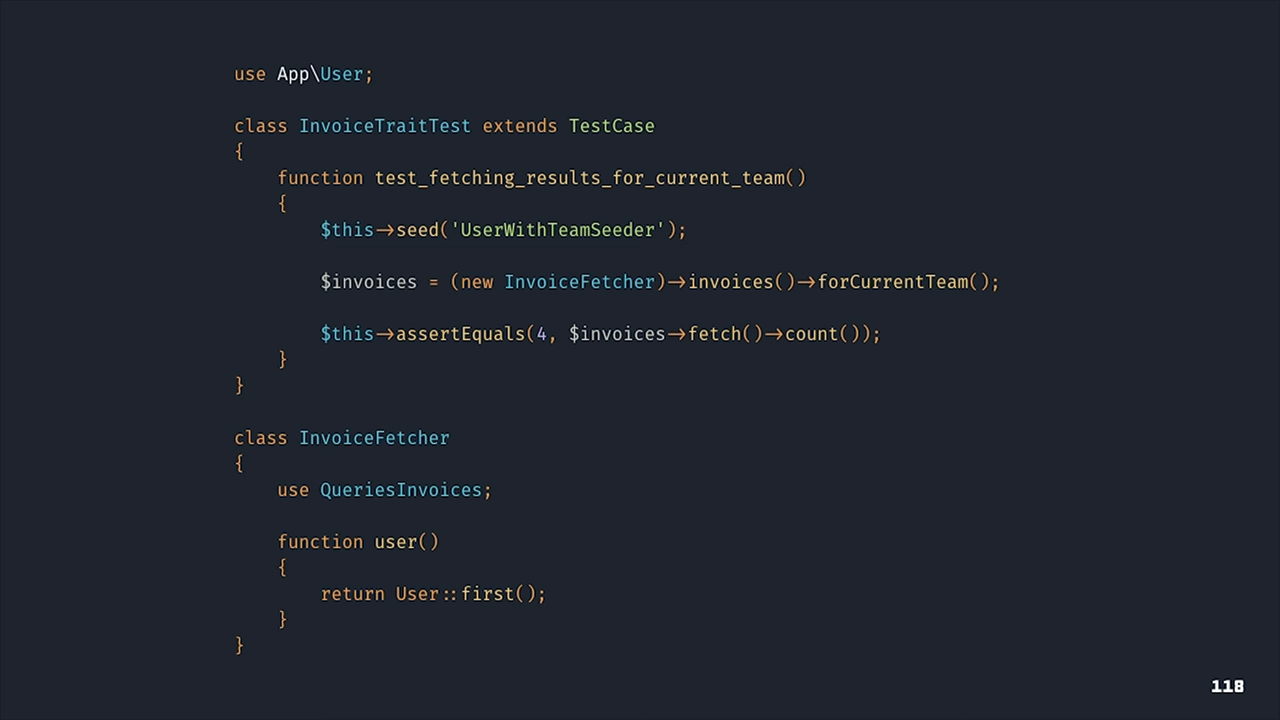 use App\User;
class InvoiceTraitTest extends TestCase
{
function test_fetching_results_for_current_team()
{
$this->seed('UserWithTeamSeeder');
$invoices = (new InvoiceFetcher)->invoices()->forCurrentTeam();
$this->assertEquals(4, $invoices->fetch()->count());
}
}
class InvoiceFetcher
{
use QueriesInvoices;
function user()
{
return User::first();
}
}
118